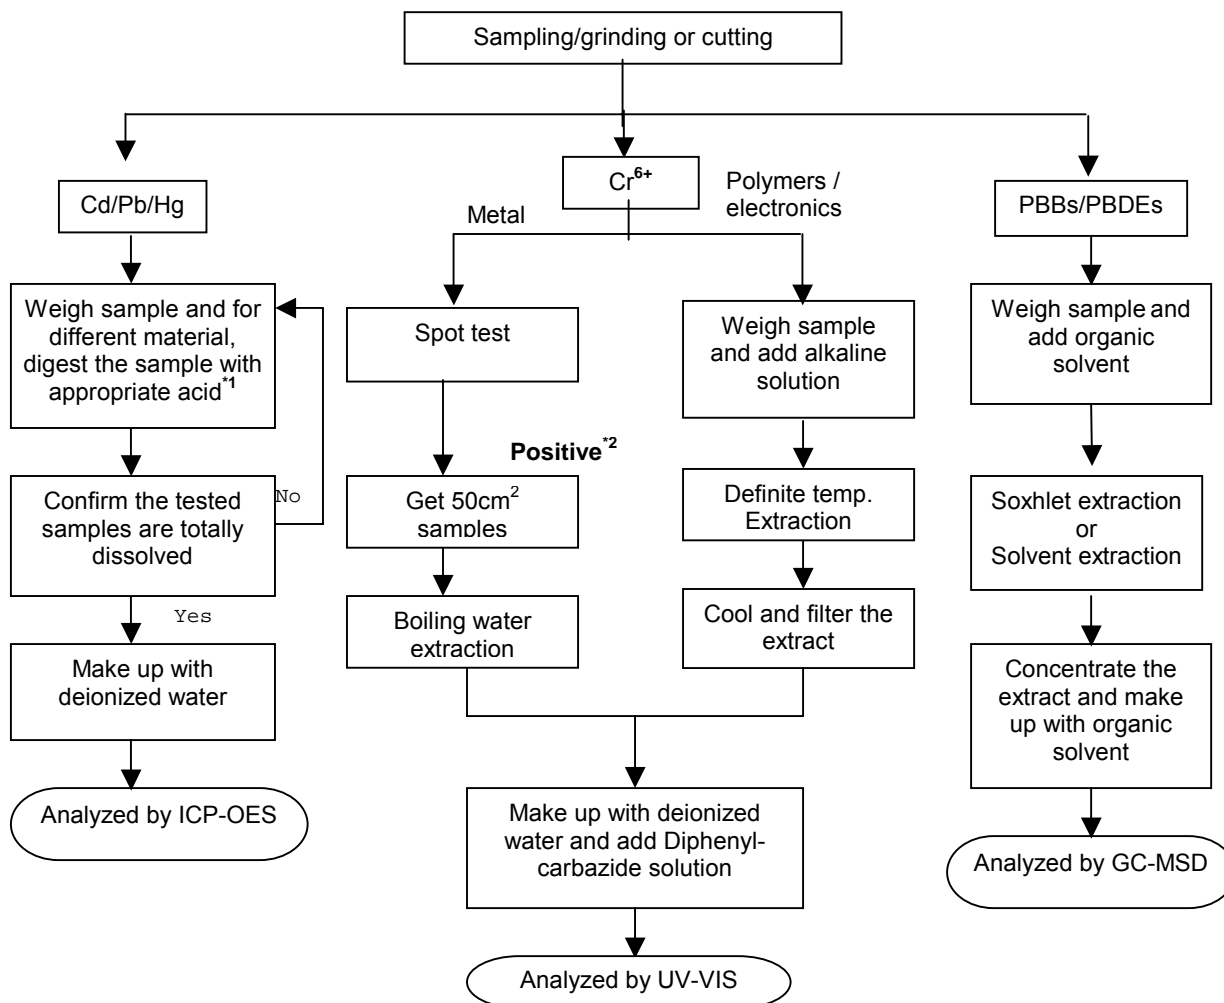 Sampling/grinding or cutting
Cd/Pb/Hg
Weigh sample and for
different material,
digest the sample with
appropriate acid*1
Confirm the tested
samples are totally
dissolved
No
Yes
Make up with
deionized water
Analyzed by ICP-OES
Cr6+
Metal
Polymers /
electronics
Spot test
Positive*2
Get 50cm2
samples
Boiling water
extraction
Weigh sample
and add alkaline
solution
Definite temp.
Extraction
Cool and filter the
extract
Make up with deionized
water and add Diphenyl-
carbazide solution
Analyzed by UV-VIS
PBBs/PBDEs
Weigh sample and
add organic
solvent
Soxhlet extraction
or
Solvent extraction
Concentrate the
extract and make
up with organic
solvent
Analyzed by GC-MSD